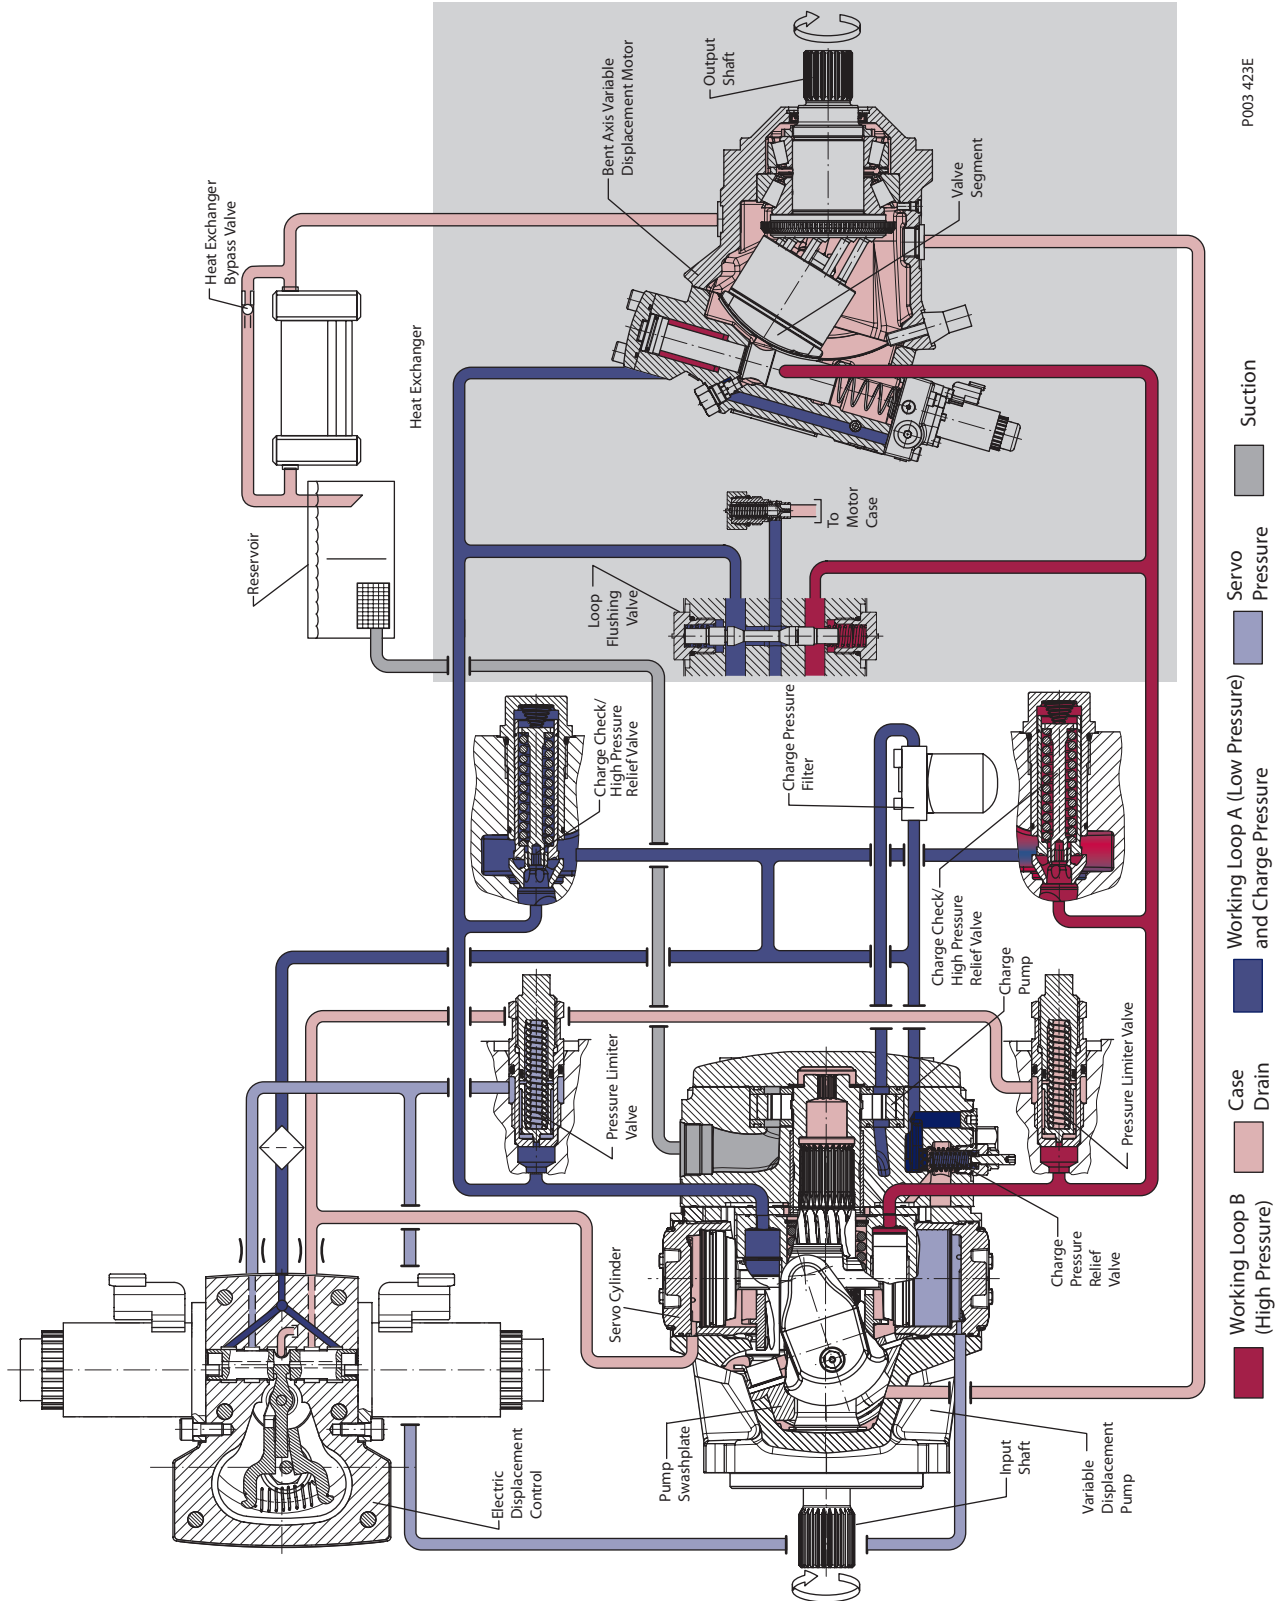 Heat Exchanger
Bypass Valve
Reservoir
Heat Exchanger
Bent Axis Variable
Displacement Motor
Output
Shaft
Valve
Segment
Loop
Flushing
Valve
To
Motor
Case
Charge Check/
High Pressure
Relief Valve
Charge Pressure
Filter
Charge Check/
High Pressure
Relief Valve
Charge
Pump
Pressure Limiter
Valve
Pressure Limiter Valve
Servo Cylinder
Charge
Pressure
Relief
Valve
Electric
Displacement
Control
Pump
Swashplate
Input
Shaft
Variable
Displacement
Pump
Working Loop B
(High Pressure)
Case
Drain
Working Loop A (Low Pressure)
and Charge Pressure
Servo
Pressure
Suction
P003 423E